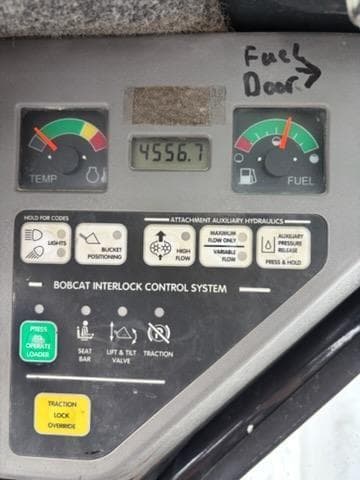 Fuel
Door
4556.7
TEMP
FUEL
HOLD FOR CODES
ATTACHMENT AUXILIARY HYDRAULICS
LIGHTS
BUCKET
POSITIONING
HIGH
FLOW
MAXIMUM
FLOW ONLY
VARIABLE
FLOW
AUXILIARY
PRESSURE
RELEASE
PRESS & HOLD
BOBCAT INTERLOCK CONTROL SYSTEM
PRESS
TO
OPERATE
LOADER
SEAT
BAR
LIFT & TILT
VALVE
TRACTION
TRACTION
LOCK
OVERRIDE